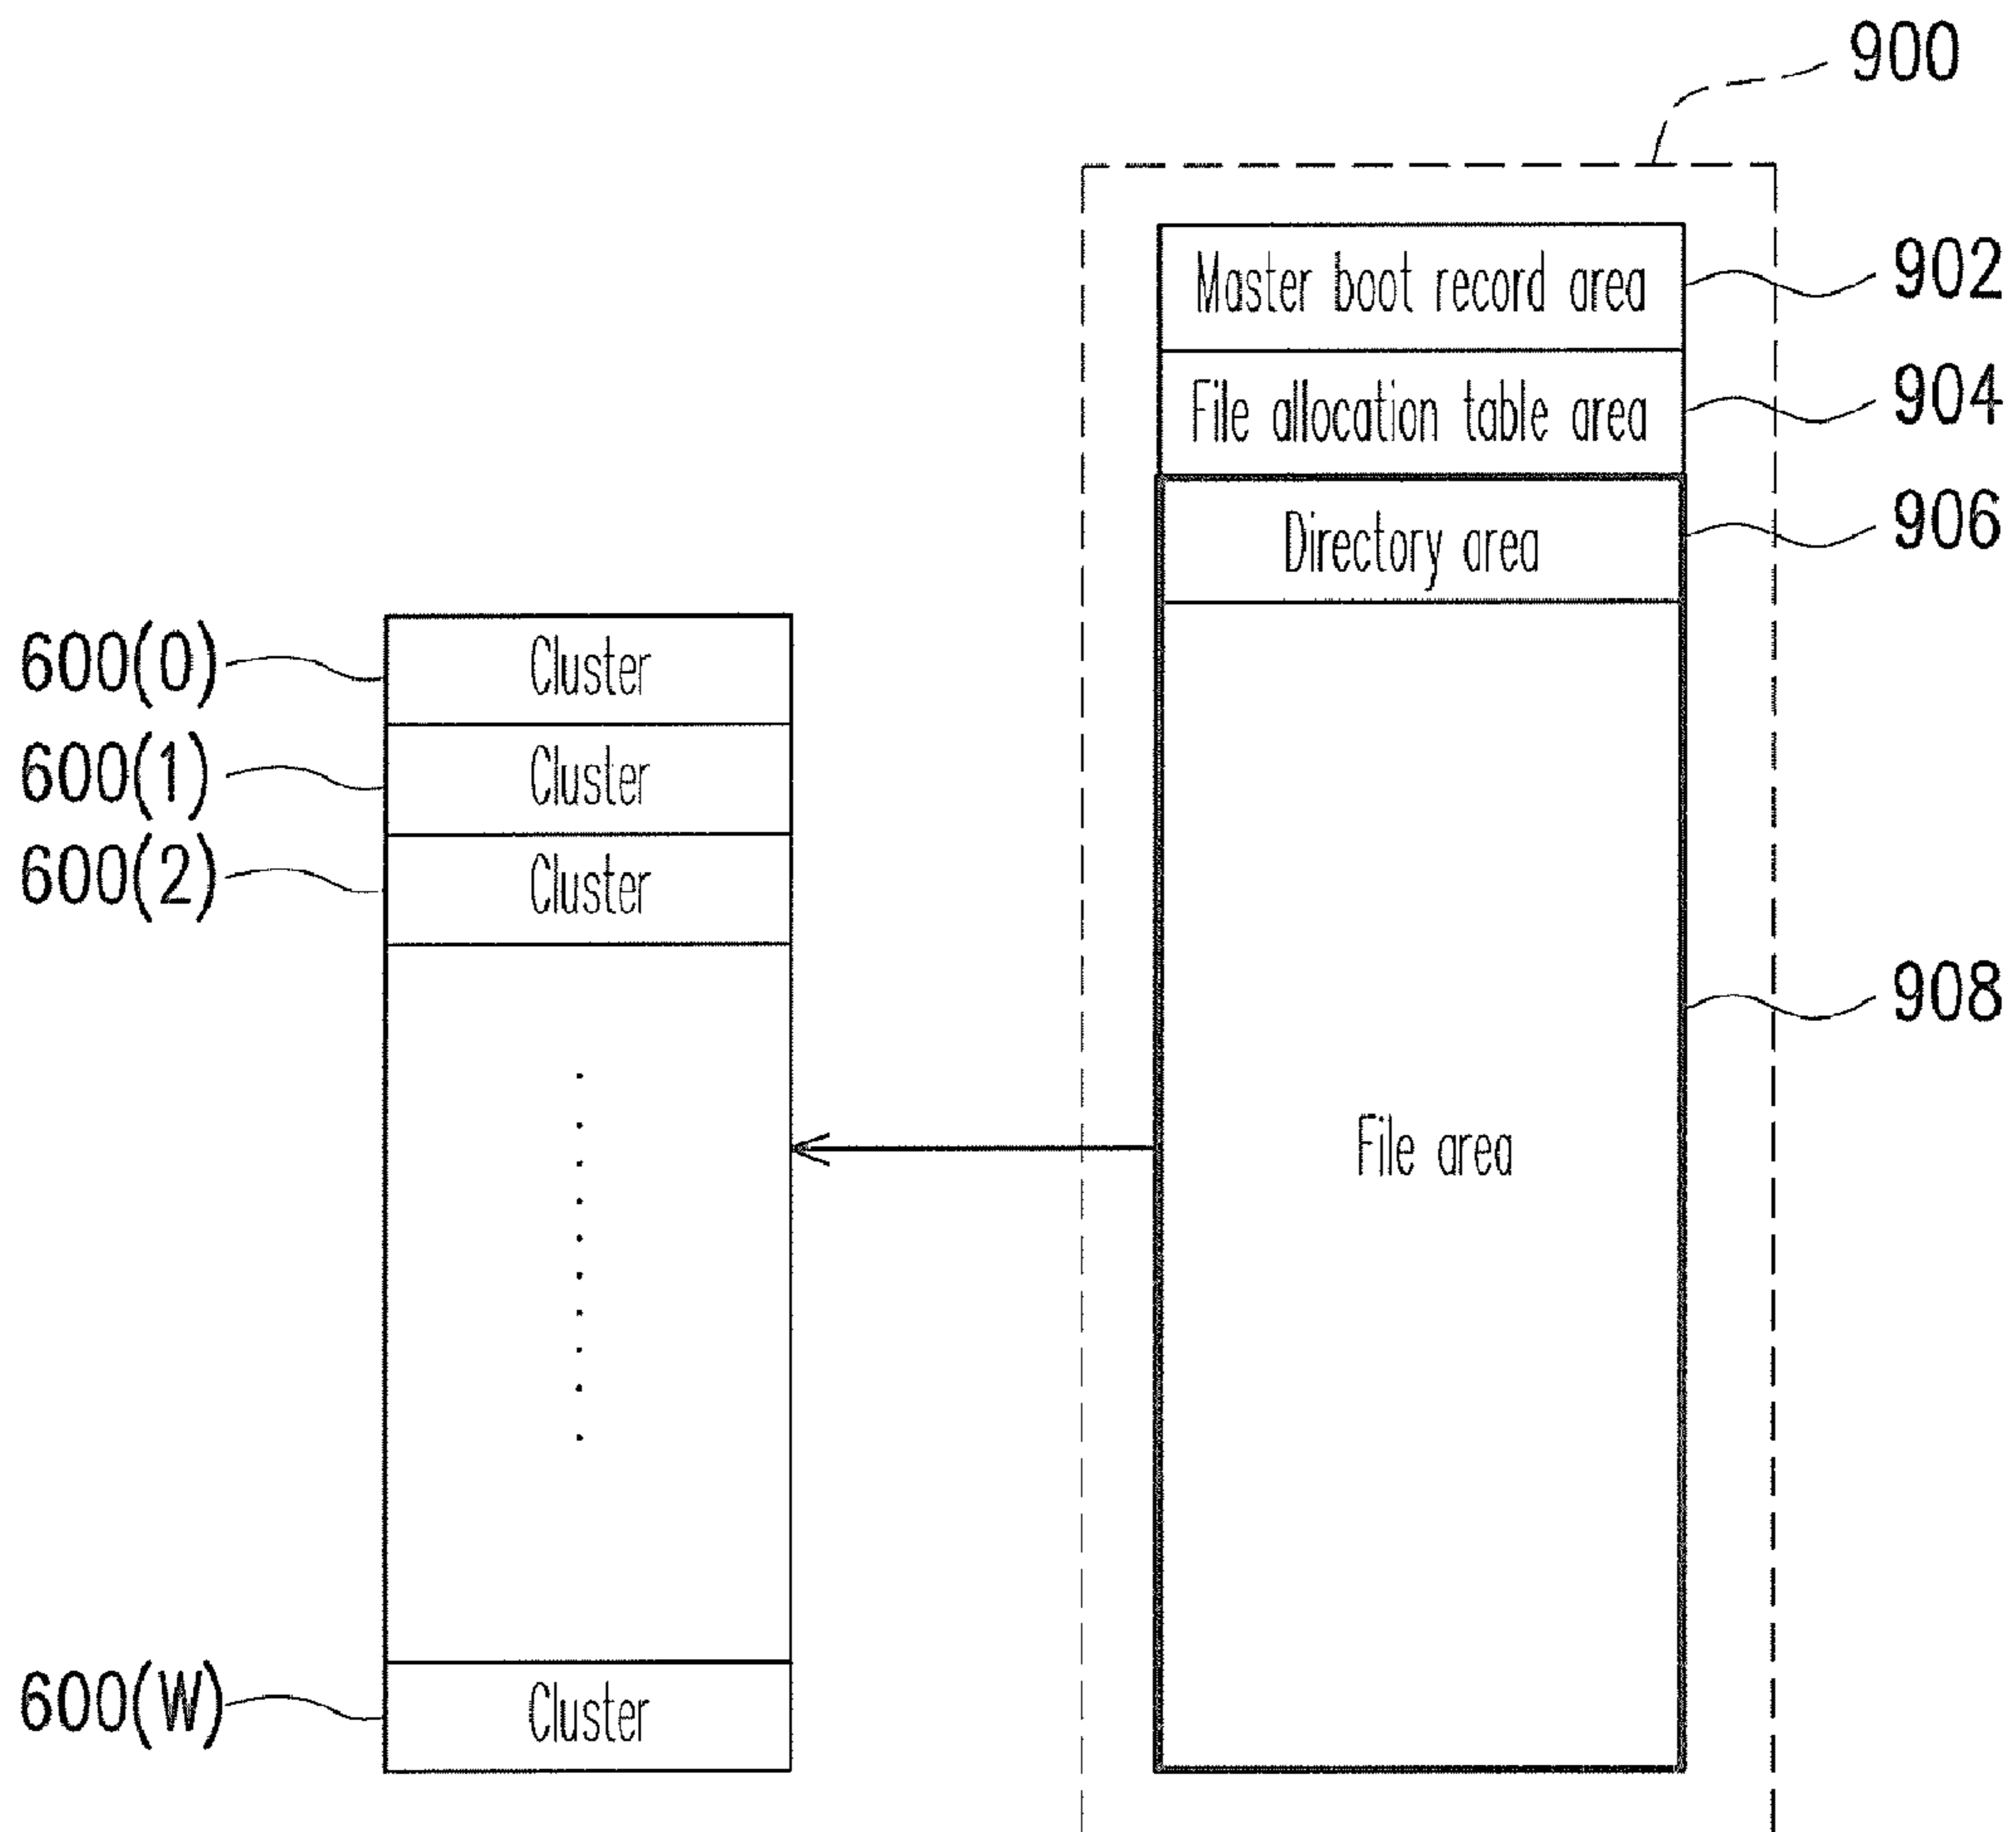 900
Master boot record area 902
File allocation table area 904
Directory area 906
600(0) Cluster
600(1) Cluster
600(2) Cluster
908
File area
600(W) Cluster